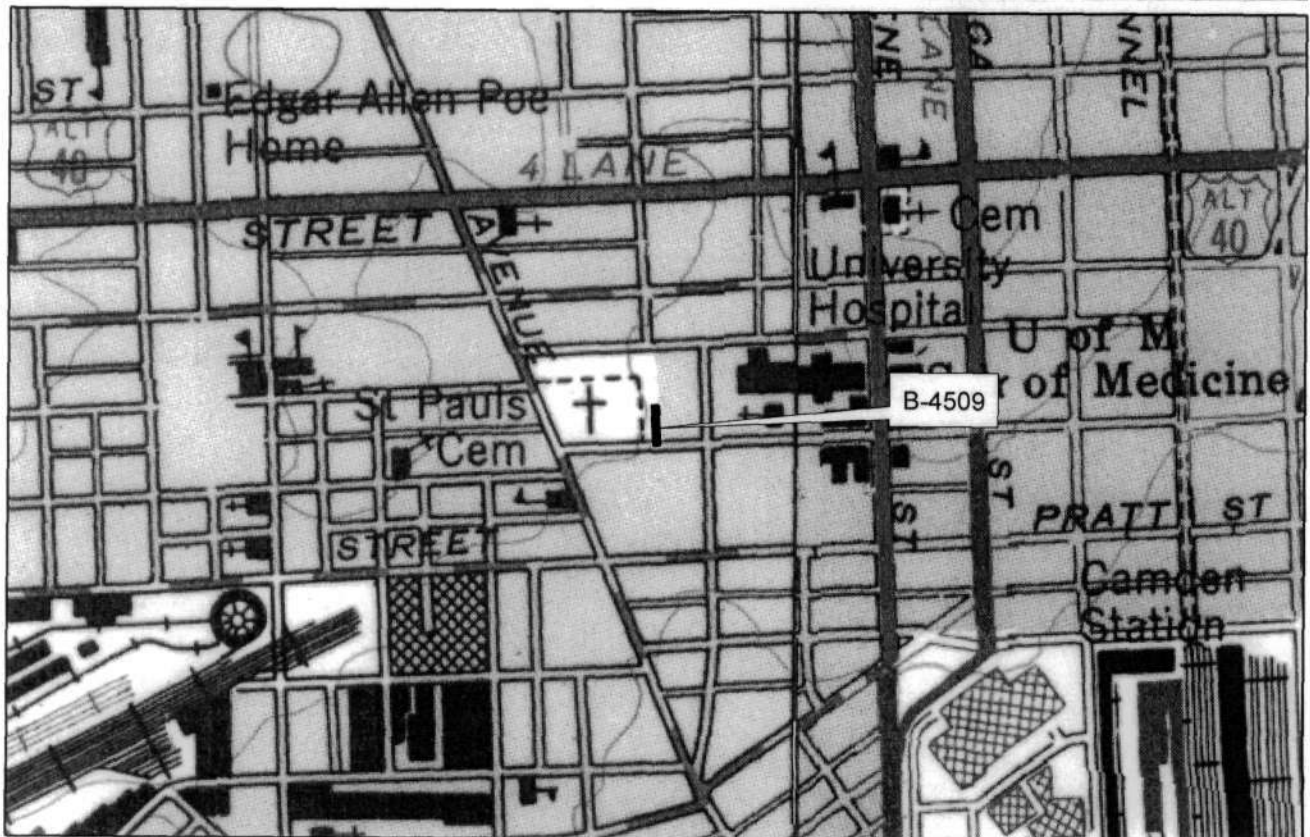 ST
ALT
40
Edgar Allen Poe
Home
4 LANE
LANE
NNEL
STREET
AVENUE
Cem
ALT
40
University
Hospital
U of M
of Medicine
B-4509
St Pauls
Cem
STREET
ST
ST
PRATT ST
Camden
Station